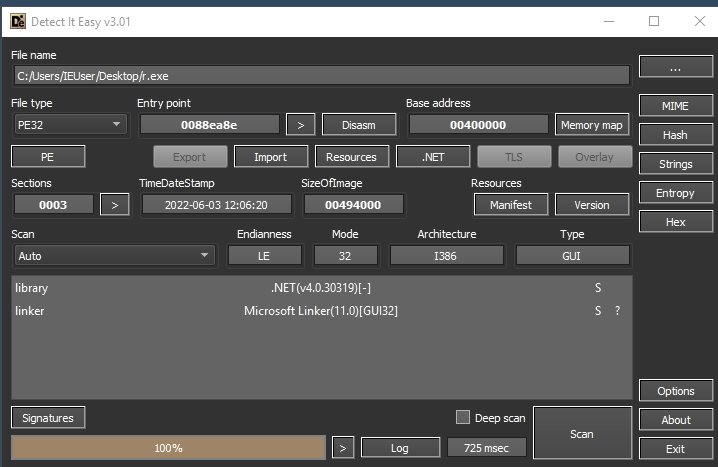 Detect It Easy v3.01
File name
C:/Users/IEUser/Desktop/r.exe
...
File type Entry point Base address
PE32 0088ea8e > Disasm 00400000 Memory map MIME
Hash
PE Export Import Resources .NET TLS Overlay
Strings
Sections TimeDateStamp SizeOfImage Resources
Entropy
0003 > 2022-06-03 12:06:20 00494000 Manifest Version
Hex
Scan Endianness Mode Architecture Type
Auto LE 32 I386 GUI
library .NET(v4.0.30319)[-] S
linker Microsoft Linker(11.0)[GUI32] S ?
Options
Signatures Deep scan Scan About
100% > Log 725 msec Exit